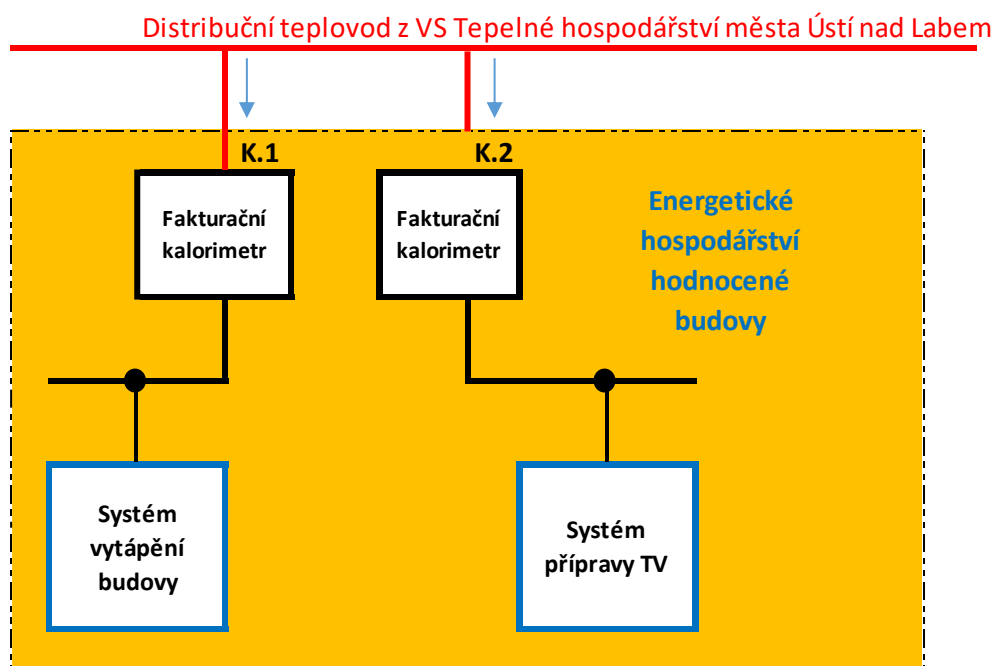 Distribuční teplovod z VS Tepelné hospodářství města Ústí nad Labem
K.1
K.2
Fakturační
kalorimetr
Fakturační
kalorimetr
Energetické
hospodářství
hodnocené
budovy
Systém
vytápění
budovy
Systém
přípravy TV